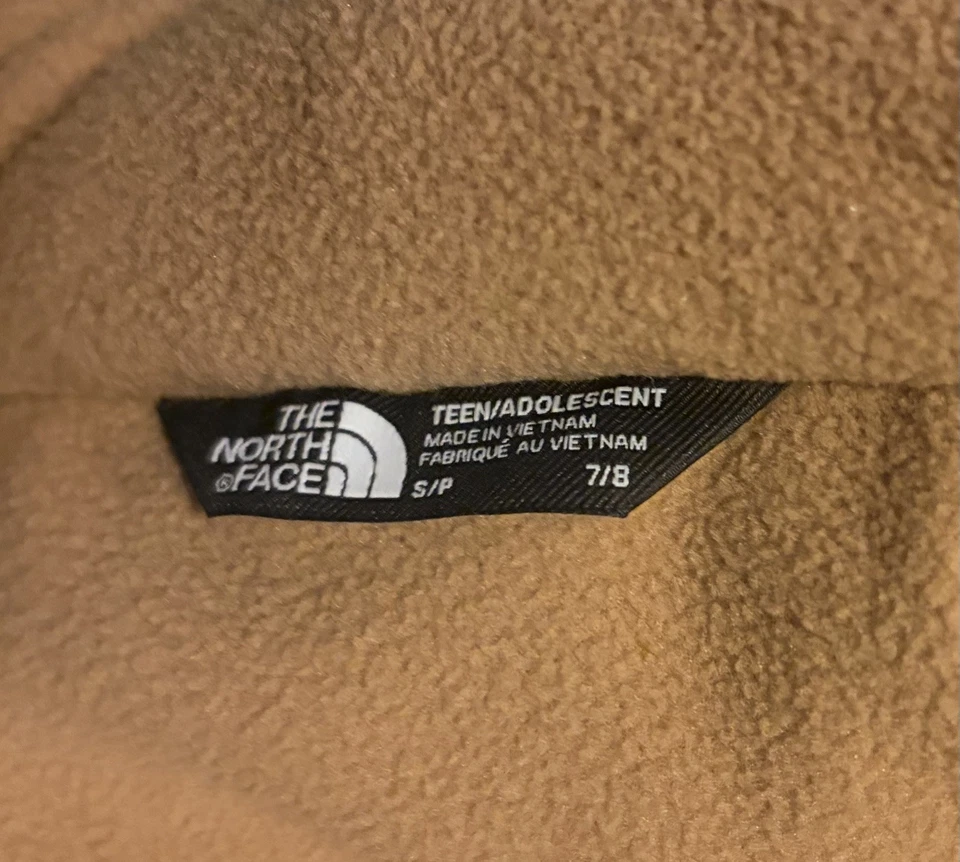 THE
NORTH
®FACE
TEEN/ADOLESCENT
MADE IN VIETNAM
FABRIQUÉ AU VIETNAM
S/P 7/8